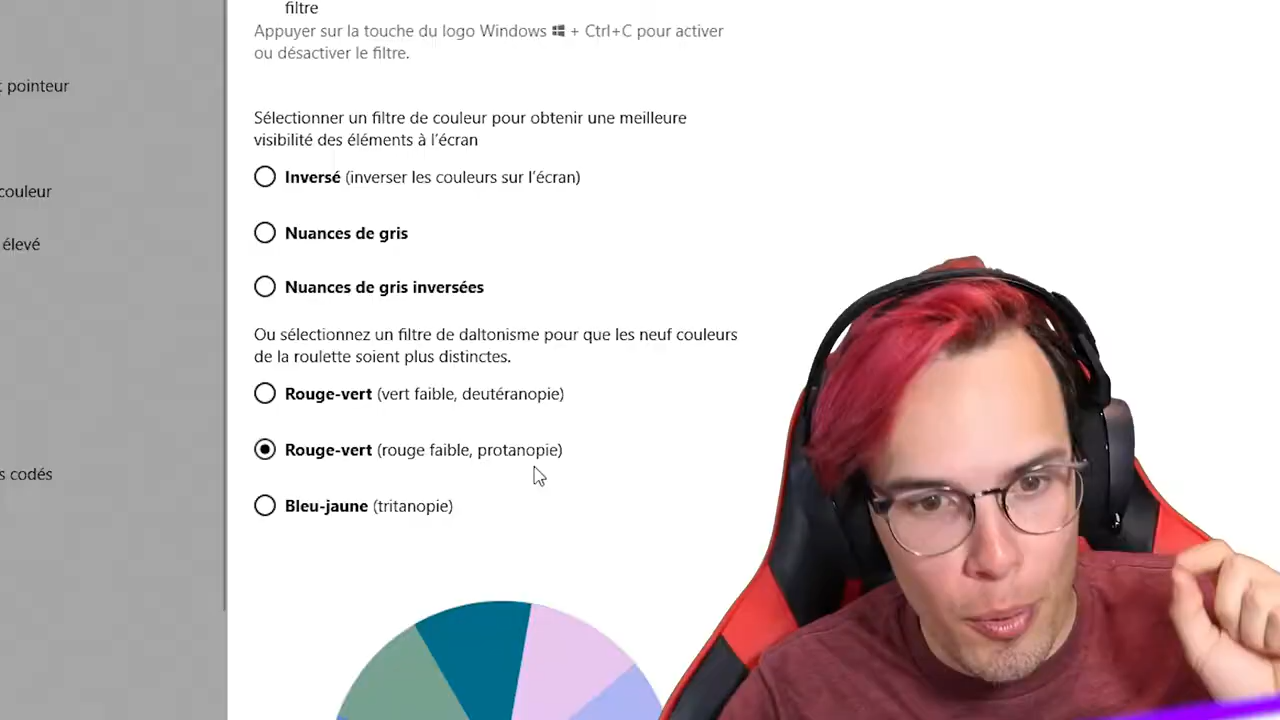 filtre
Appuyer sur la touche du logo Windows + Ctrl+C pour activer
ou désactiver le filtre.
pointeur
Sélectionner un filtre de couleur pour obtenir une meilleure
visibilité des éléments à l'écran
Inversé (inverser les couleurs sur l'écran)
couleur
Nuances de gris
élevé
Nuances de gris inversées
Ou sélectionnez un filtre de daltonisme pour que les neuf couleurs
de la roulette soient plus distinctes.
Rouge-vert (vert faible, deutéranopie)
Rouge-vert (rouge faible, protanopie)
s codés
Bleu-jaune (tritanopie)